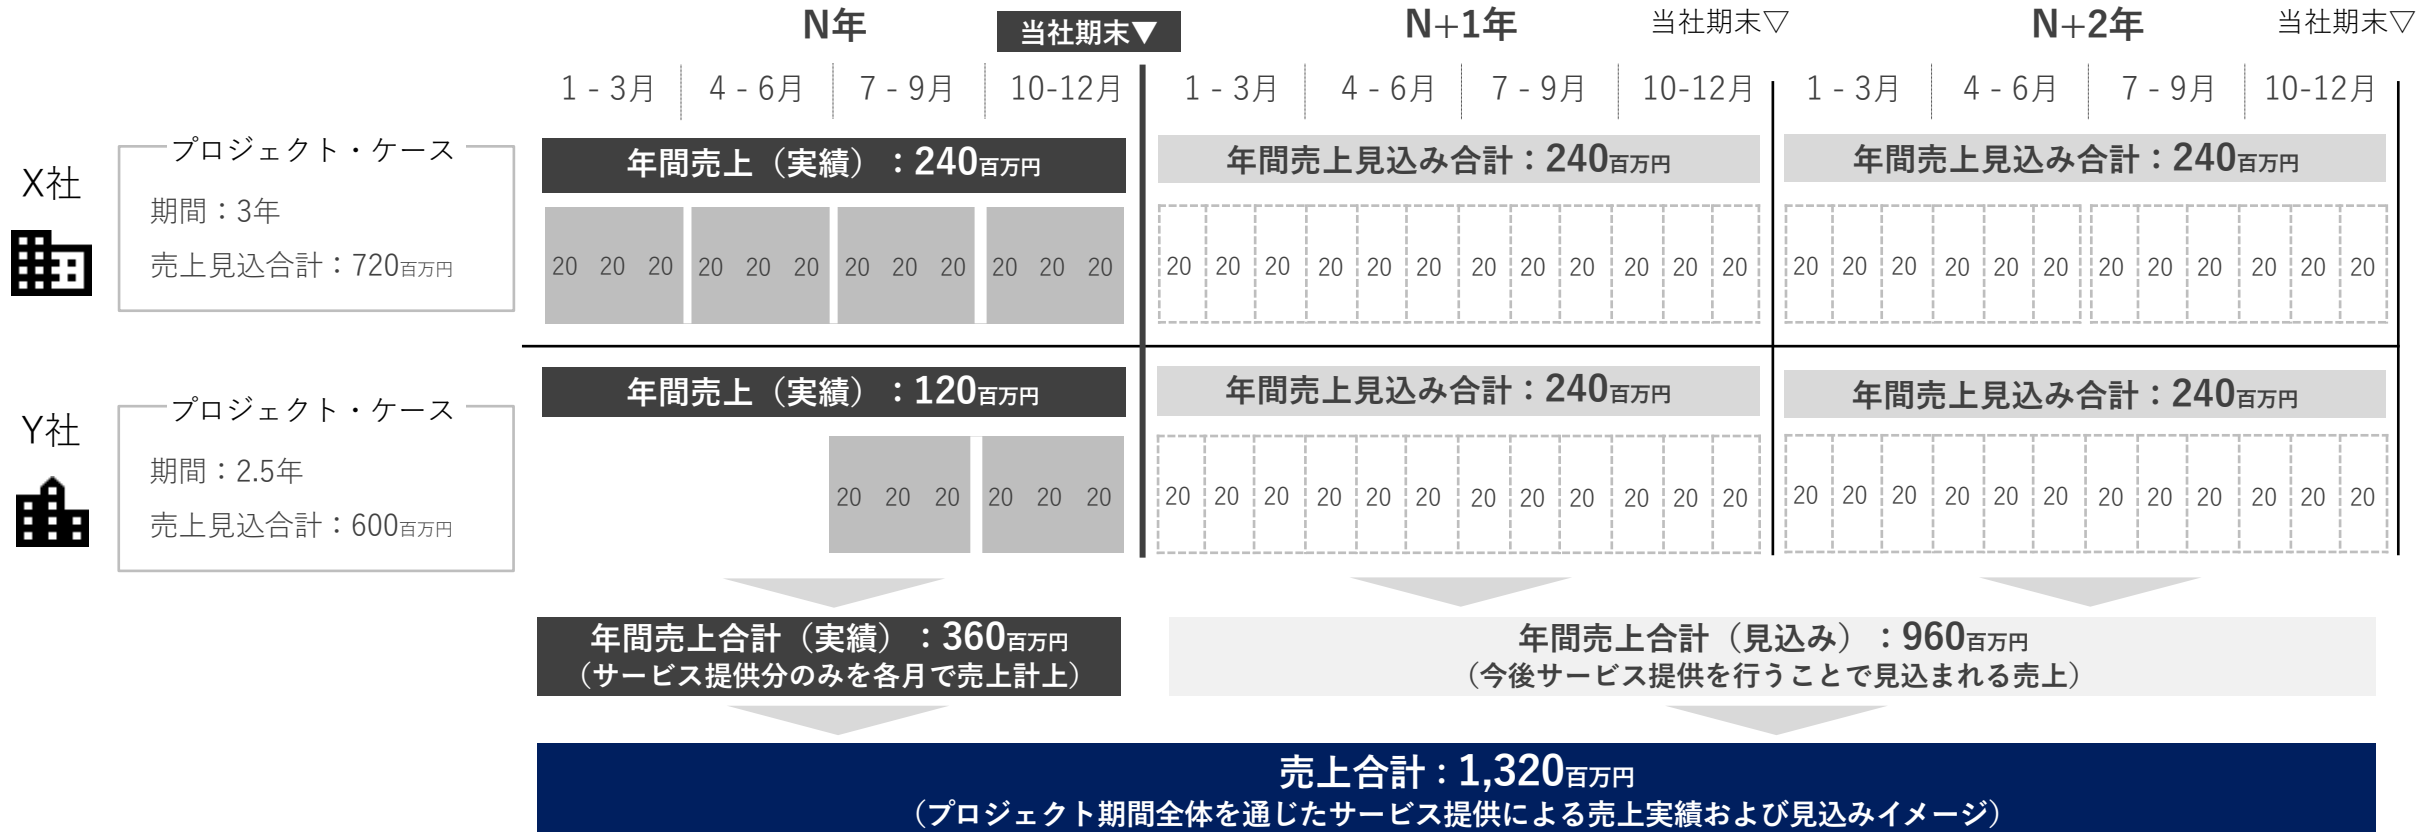 N年
当社期末▼
N+1年
当社期末▽
N+2年
当社期末▽
1 - 3月 4 - 6月 7 - 9月 10-12月 1 - 3月 4 - 6月 7 - 9月 10-12月 1 - 3月 4 - 6月 7 - 9月 10-12月
X社
プロジェクト・ケース
期間：3年
売上見込合計：720百万円
年間売上（実績）：240百万円
年間売上見込み合計：240百万円
年間売上見込み合計：240百万円
20 20 20 20 20 20 20 20 20 20 20 20
20 20 20 20 20 20 20 20 20 20 20 20
20 20 20 20 20 20 20 20 20 20 20 20
Y社
プロジェクト・ケース
期間：2.5年
売上見込合計：600百万円
年間売上（実績）：120百万円
年間売上見込み合計：240百万円
年間売上見込み合計：240百万円
20 20 20 20 20 20
20 20 20 20 20 20 20 20 20 20 20 20
20 20 20 20 20 20 20 20 20 20 20 20
年間売上合計（実績）：360百万円
（サービス提供分のみを各月で売上計上）
年間売上合計（見込み）：960百万円
（今後サービス提供を行うことで見込まれる売上）
売上合計：1,320百万円
（プロジェクト期間全体を通じたサービス提供による売上実績および見込みイメージ）